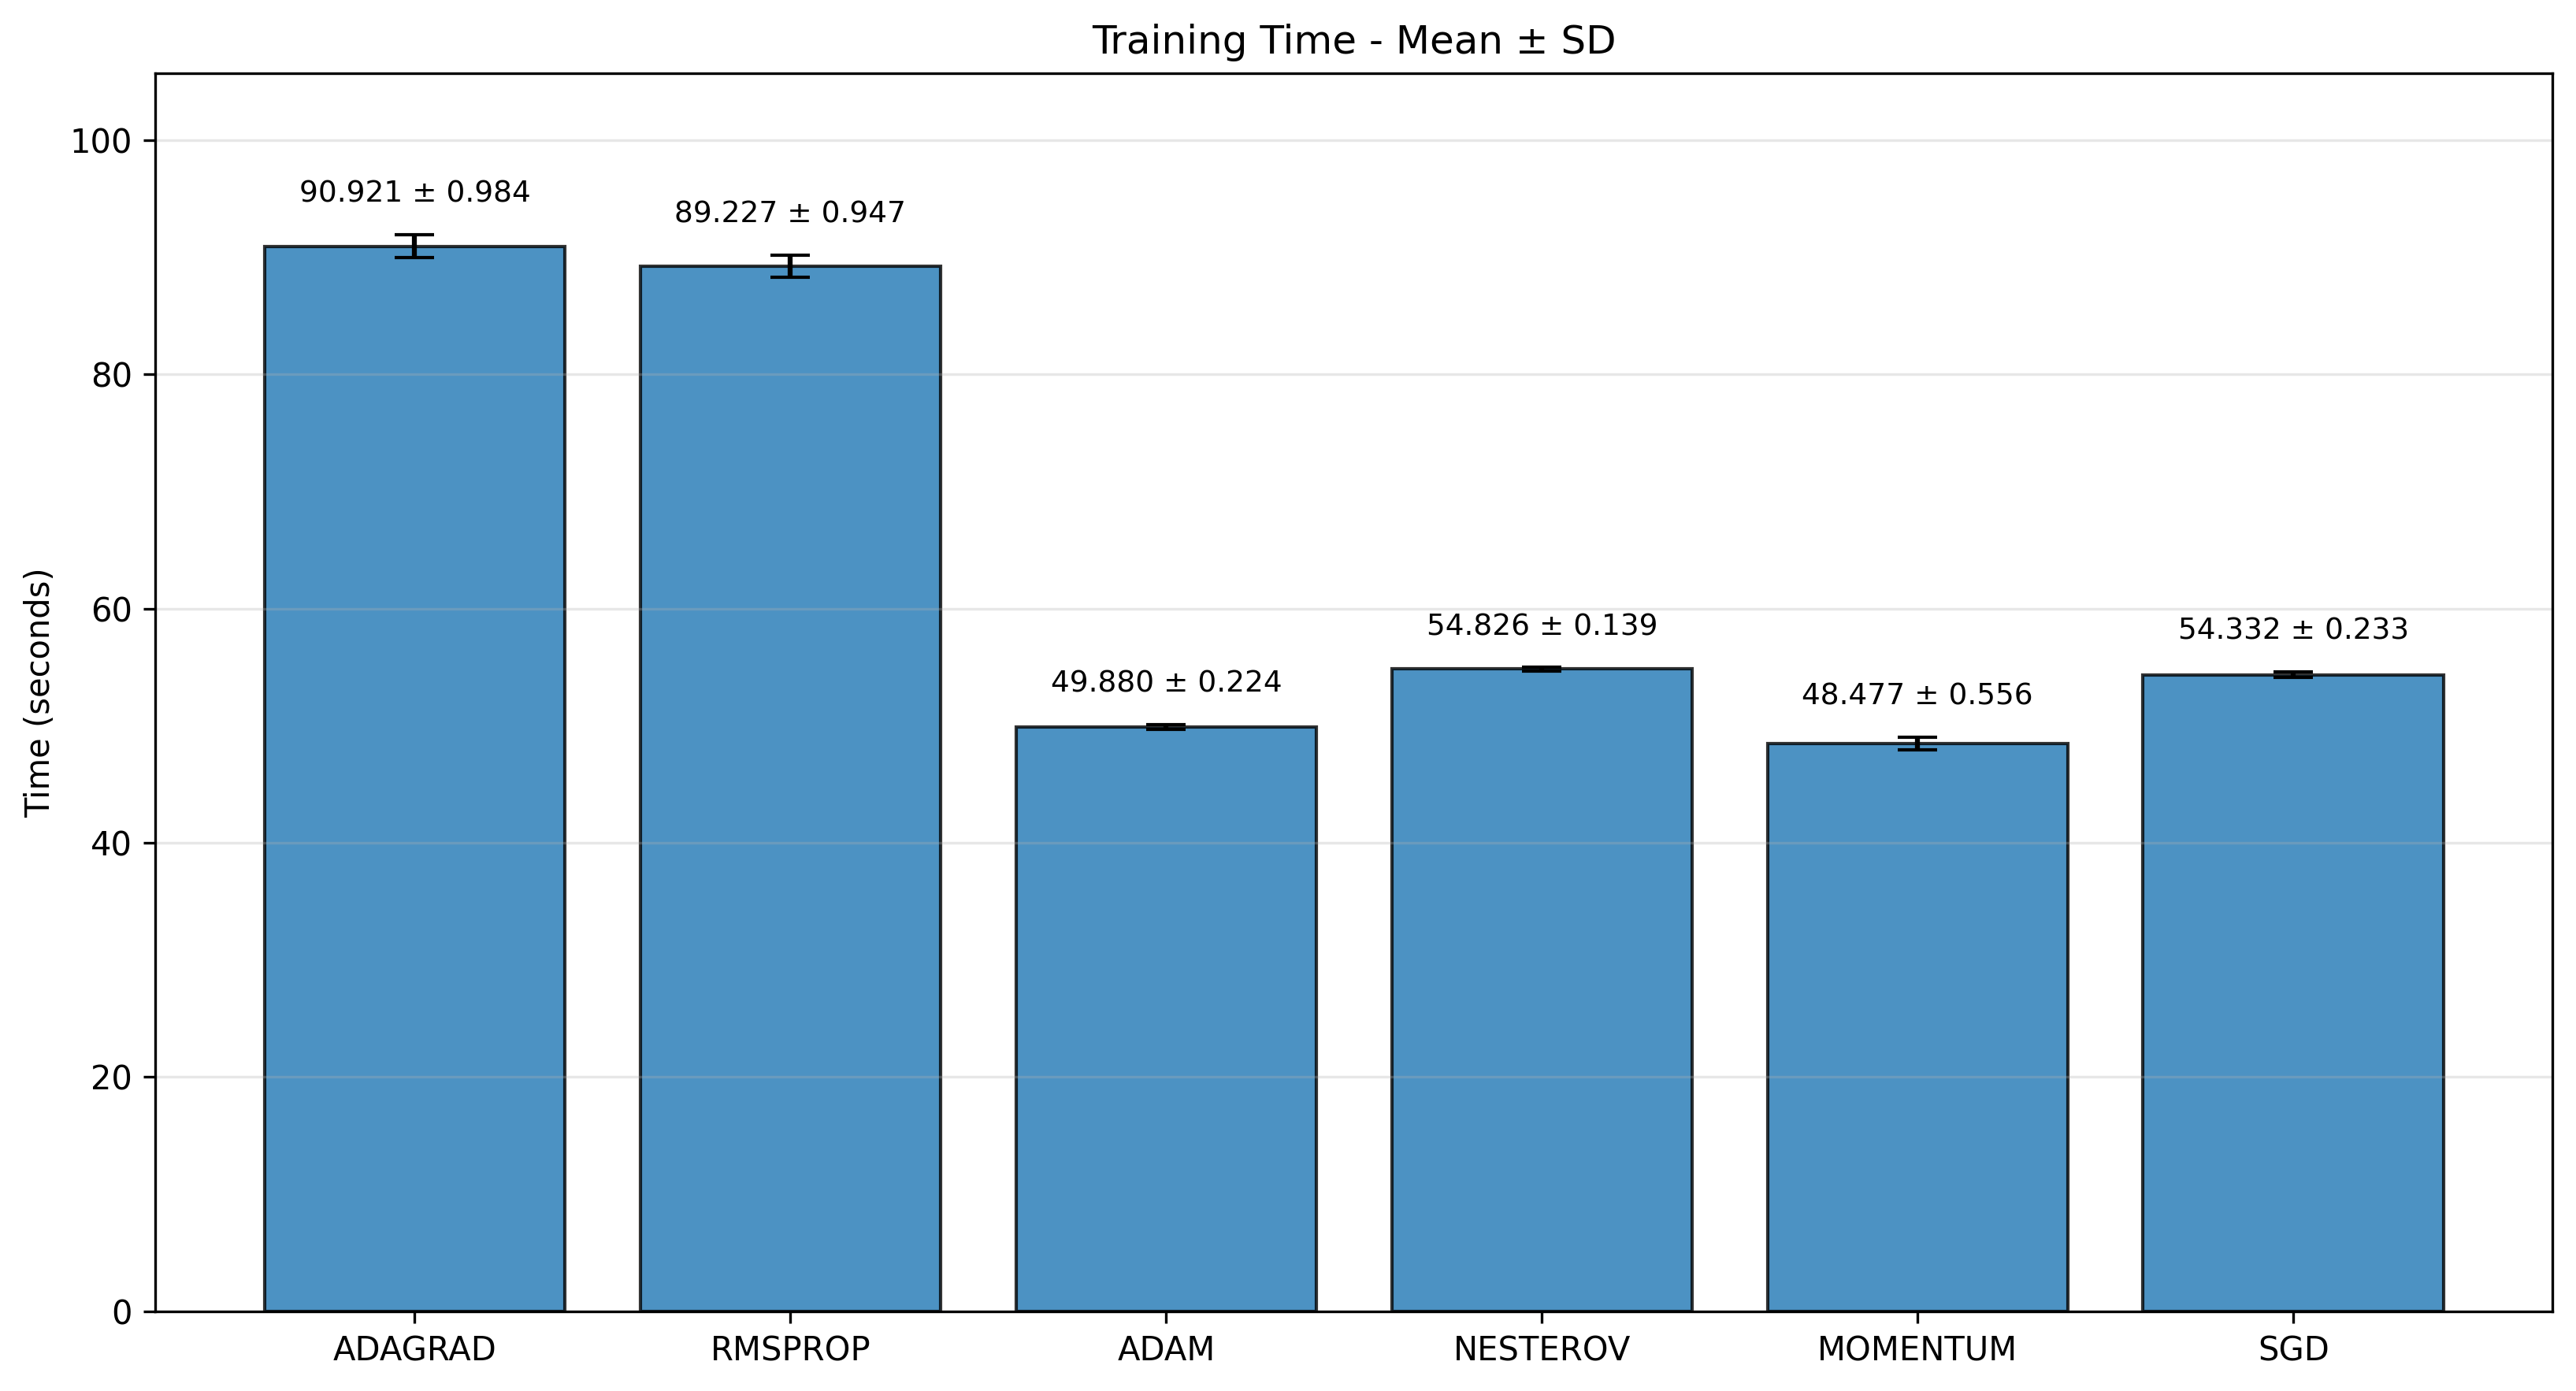 Training Time - Mean ± SD
Time (seconds)
100
80
60
40
20
0
90.921 ± 0.984
89.227 ± 0.947
49.880 ± 0.224
54.826 ± 0.139
48.477 ± 0.556
54.332 ± 0.233
ADAGRAD
RMSPROP
ADAM
NESTEROV
MOMENTUM
SGD